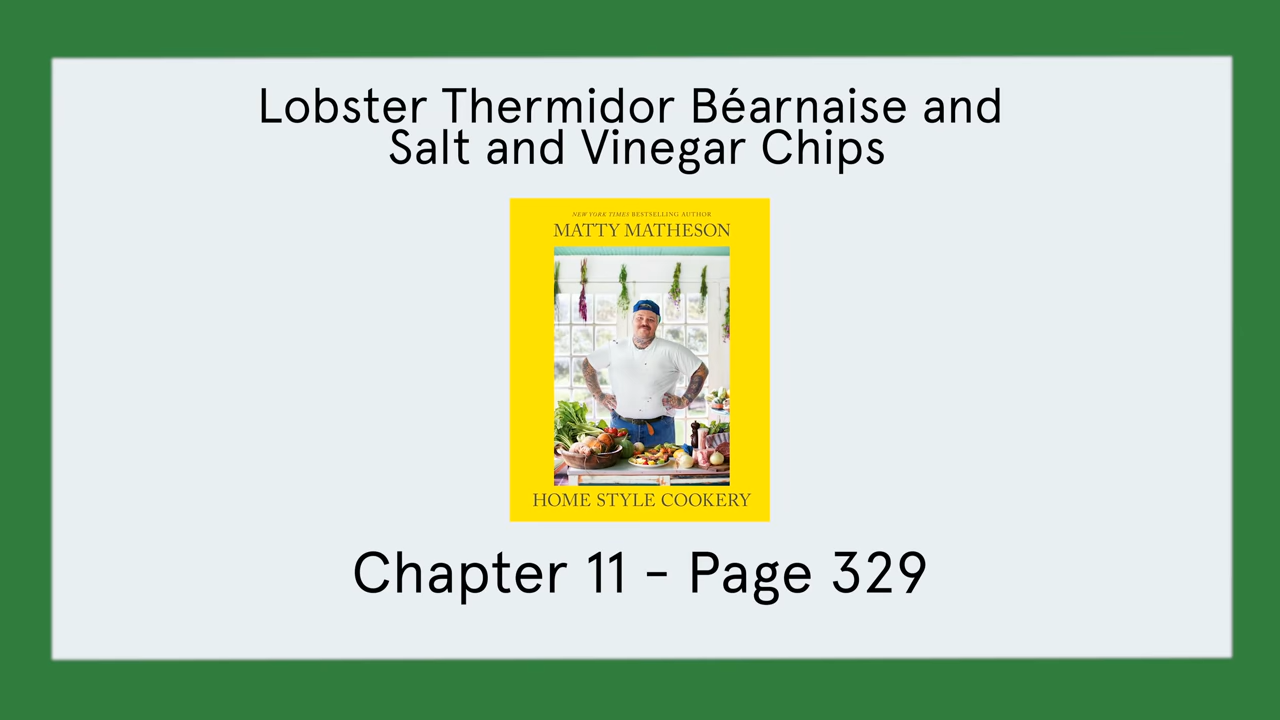 Lobster Thermidor Béarnaise and
Salt and Vinegar Chips
NEW YORK TIMES BESTSELLING AUTHOR
MATTY MATHESON
HOME STYLE COOKERY
Chapter 11 - Page 329